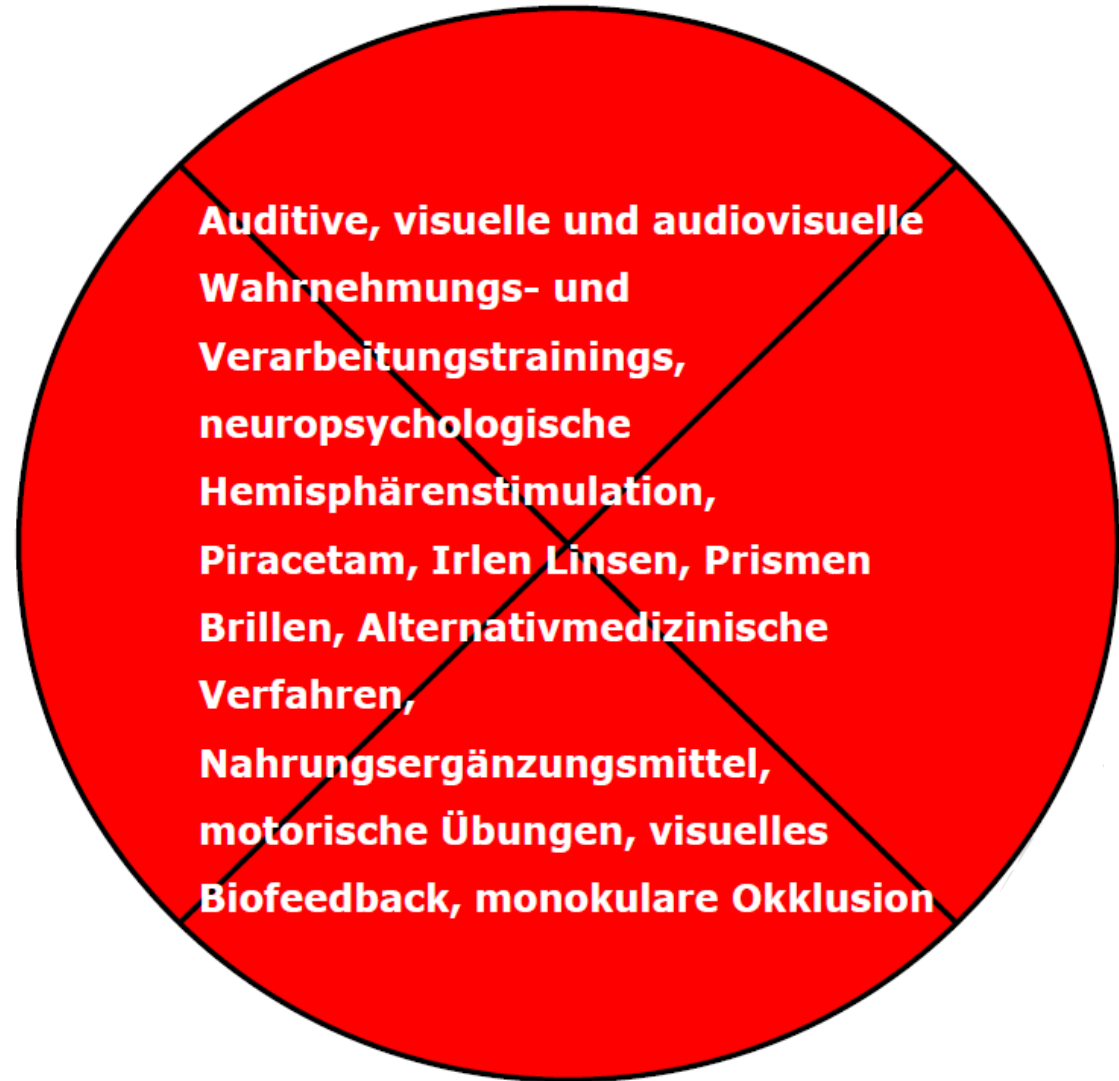 Auditive, visuelle und audiovisuelle
Wahrnehmungs- und
Verarbeitungstrainings,
neuropsychologische
Hemisphärenstimulation,
Piracetam, Irlen Linsen, Prismen
Brillen, Alternativmedizinische
Verfahren,
Nahrungsergänzungsmittel,
motorische Übungen, visuelles
Biofeedback, monokulare Okklusion